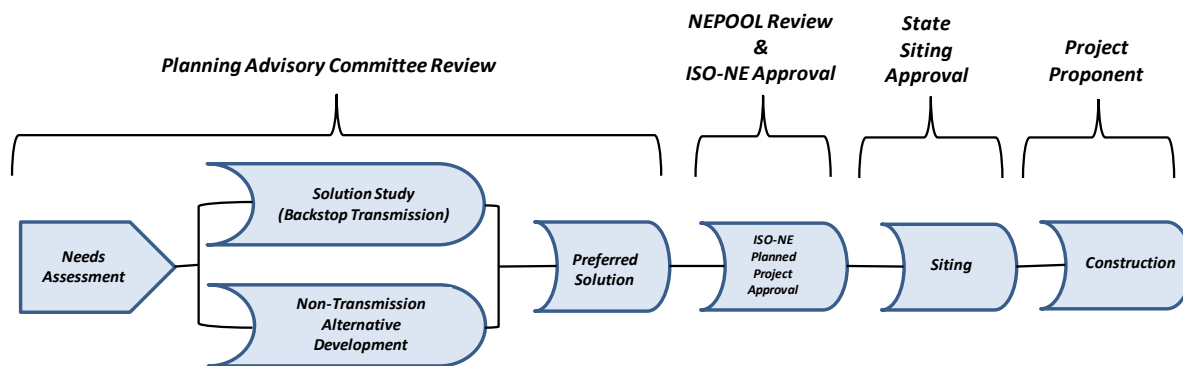 Planning Advisory Committee Review
NEPOOL Review
&
ISO-NE Approval
State
Siting
Approval
Project
Proponent
Needs
Assessment
Solution Study
(Backstop Transmission)
Non-Transmission
Alternative
Development
Preferred
Solution
ISO-NE
Planned
Project
Approval
Siting
Construction